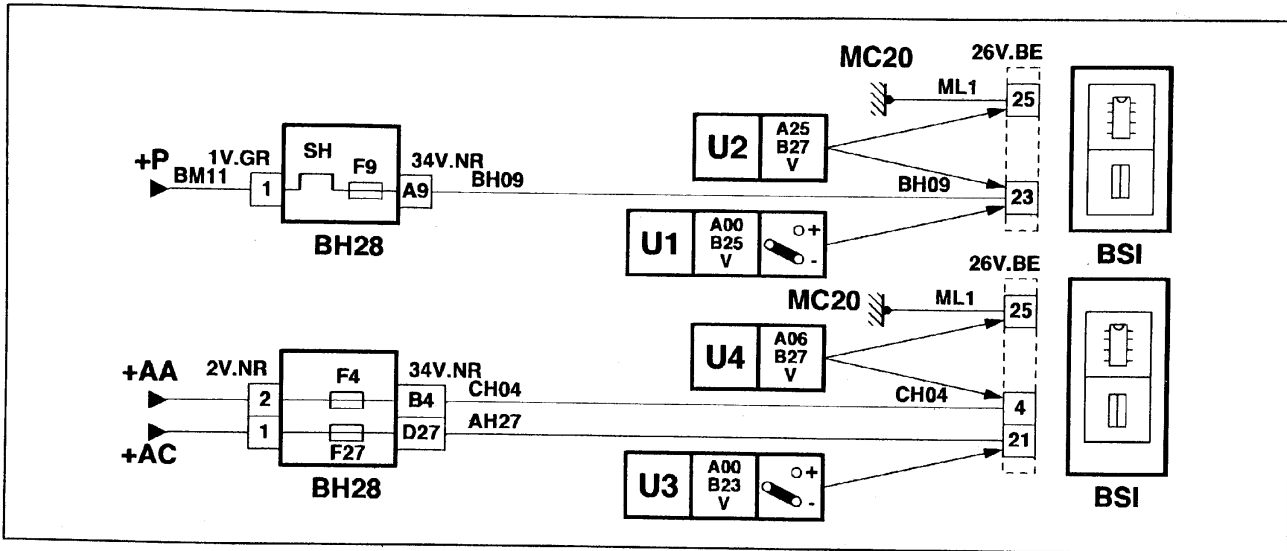 26V.BE
MC20
ML1
25
U2
A25
B27
V
+P
BM11
1V.GR
1
SH
F9
34V.NR
A9
BH09
BH09
23
BH28
U1
A00
B25
V
+
-
BSI
26V.BE
MC20
ML1
25
U4
A06
B27
V
+AA
2V.NR
2
F4
34V.NR
B4
CH04
CH04
4
+AC
1
F27
D27
AH27
21
BH28
U3
A00
B23
V
+
-
BSI